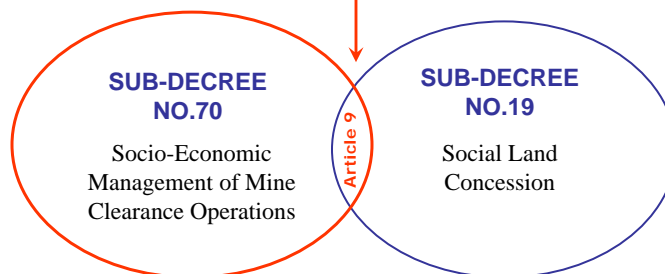 SUB-DECREE
NO.70
Socio-Economic
Management of Mine
Clearance Operations
Article 9
SUB-DECREE
NO.19
Social Land
Concession